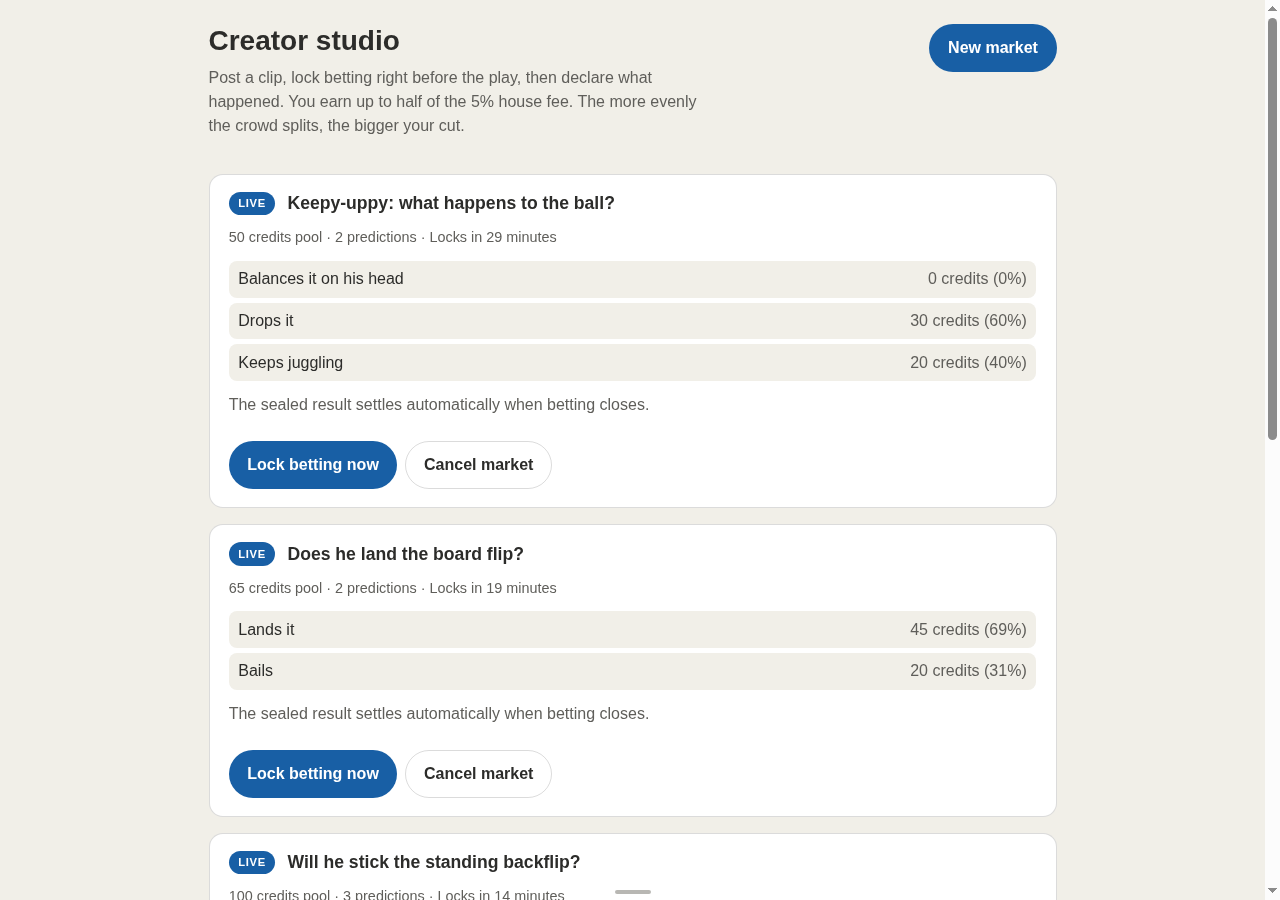 Creator studio
New market
Post a clip, lock betting right before the play, then declare what
happened. You earn up to half of the 5% house fee. The more evenly
the crowd splits, the bigger your cut.
LIVE Keepy-uppy: what happens to the ball?
50 credits pool · 2 predictions · Locks in 29 minutes
Balances it on his head 0 credits (0%)
Drops it 30 credits (60%)
Keeps juggling 20 credits (40%)
The sealed result settles automatically when betting closes.
Lock betting now Cancel market
LIVE Does he land the board flip?
65 credits pool · 2 predictions · Locks in 19 minutes
Lands it 45 credits (69%)
Bails 20 credits (31%)
The sealed result settles automatically when betting closes.
Lock betting now Cancel market
LIVE Will he stick the standing backflip?
100 credits pool · 3 predictions · Locks in 14 minutes